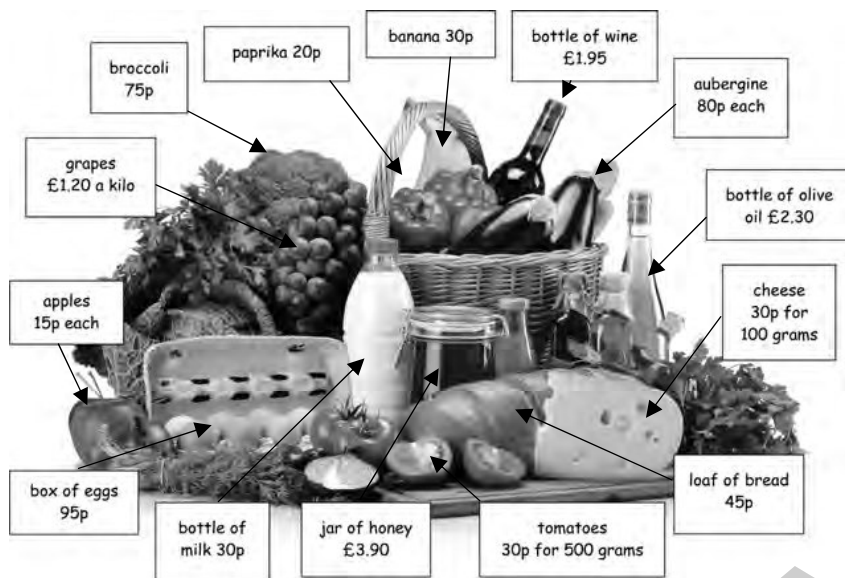 banana 30p
bottle of wine
£1.95
paprika 20p
broccoli
75p
aubergine
80p each
grapes
£1.20 a kilo
bottle of olive
oil £2.30
apples
15p each
cheese
30p for
100 grams
box of eggs
95p
bottle of
milk 30p
jar of honey
£3.90
tomatoes
30p for 500 grams
loaf of bread
45p